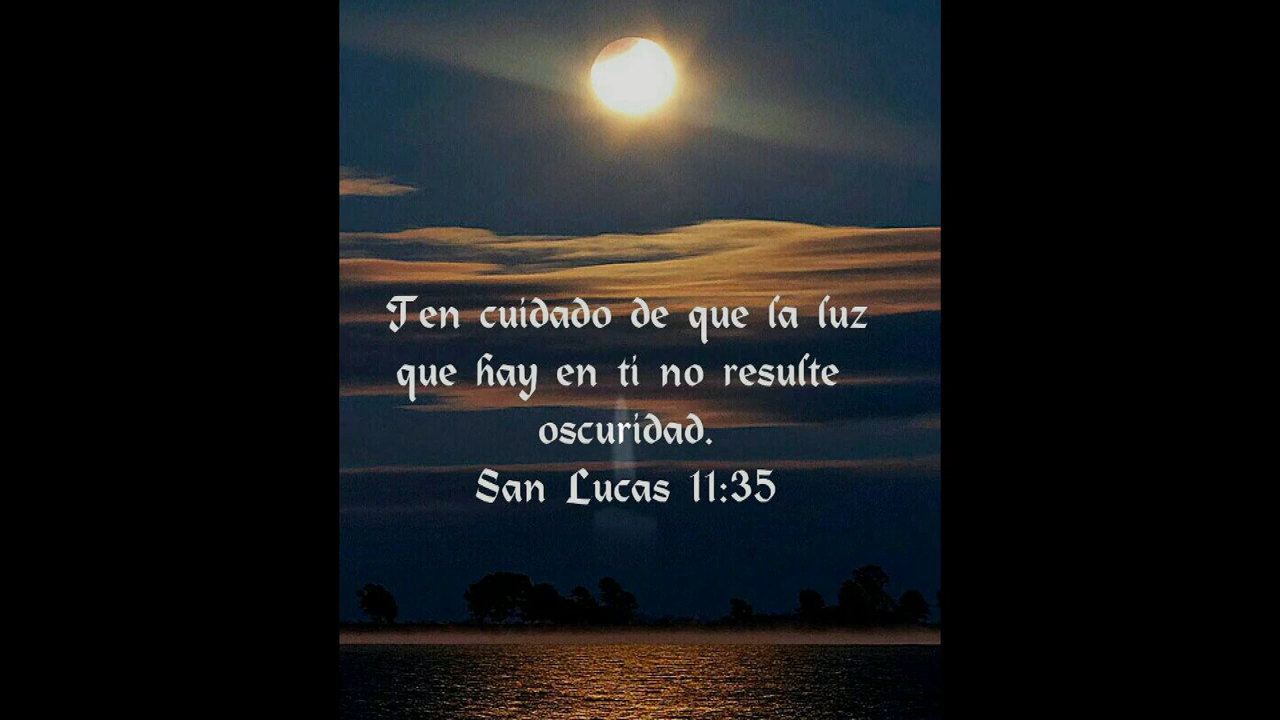 Ten cuidado de que la luz
que hay en ti no resulte
oscuridad.
San Lucas 11:35